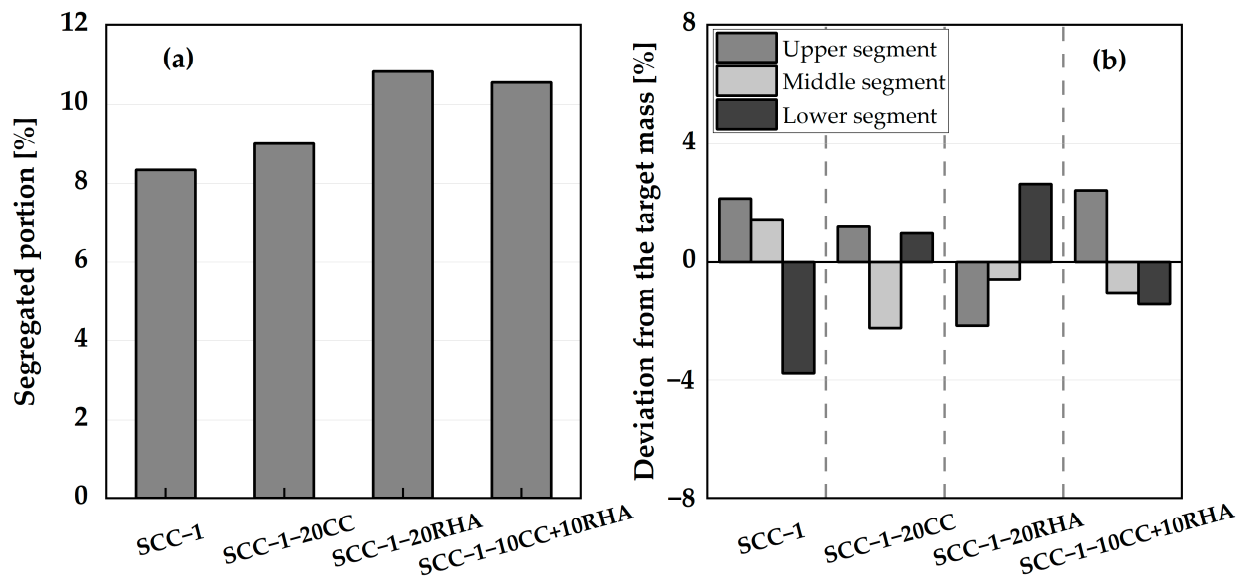 Segregated portion [%]
12
10
8
6
4
2
0
(a)
SCC–1
SCC–1–20CC
SCC–1–20RHA
SCC–1–10CC+10RHA
Deviation from the target mass [%]
8
4
0
–4
–8
Upper segment
Middle segment
Lower segment
(b)
SCC–1
SCC–1–20CC
SCC–1–20RHA
SCC–1–10CC+10RHA